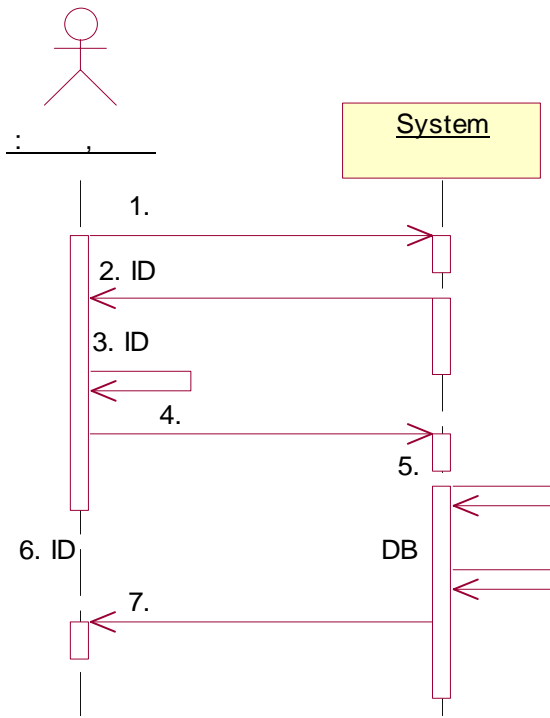 :     ,
System
1.
2. ID
3. ID
4.
5.
6. ID DB
7.